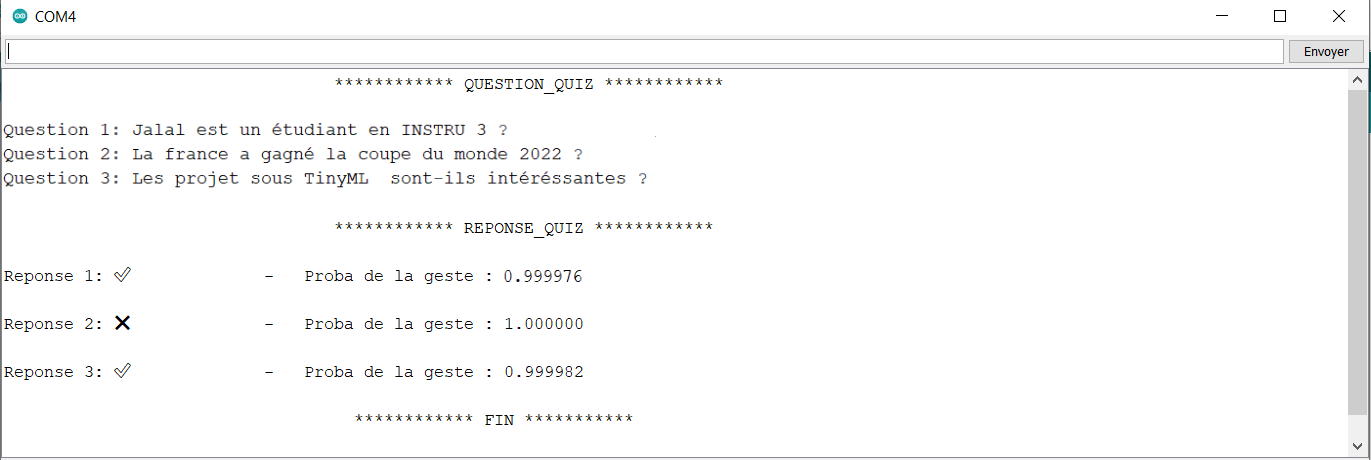 COM4
Envoyer
************ QUESTION_QUIZ ************
Question 1: Jalal est un étudiant en INSTRU 3 ?
Question 2: La france a gagné la coupe du monde 2022 ?
Question 3: Les projet sous TinyML  sont-ils intéréssantes ?
************ REPONSE_QUIZ ************
Reponse 1: ✅ - Proba de la geste : 0.999976
Reponse 2: ❌ - Proba de la geste : 1.000000
Reponse 3: ✅ - Proba de la geste : 0.999982
************ FIN ***********